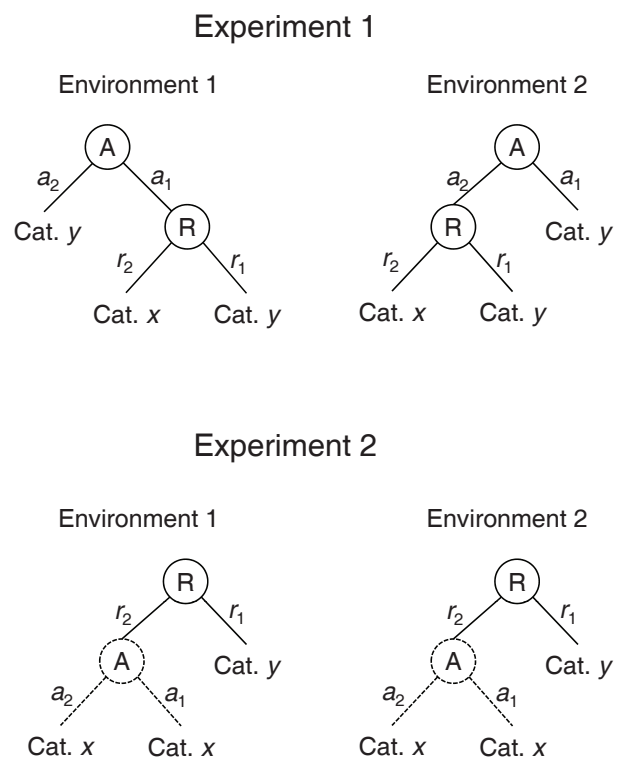 Experiment 1
Environment 1 Environment 2
A A
a2 a1 a2 a1
Cat. y R R Cat. y
r2 r1 r2 r1
Cat. x Cat. y Cat. x Cat. y
Experiment 2
Environment 1 Environment 2
R R
r2 r1 r2 r1
A Cat. y A Cat. y
a2 a1 a2 a1
Cat. x Cat. x Cat. x Cat. x